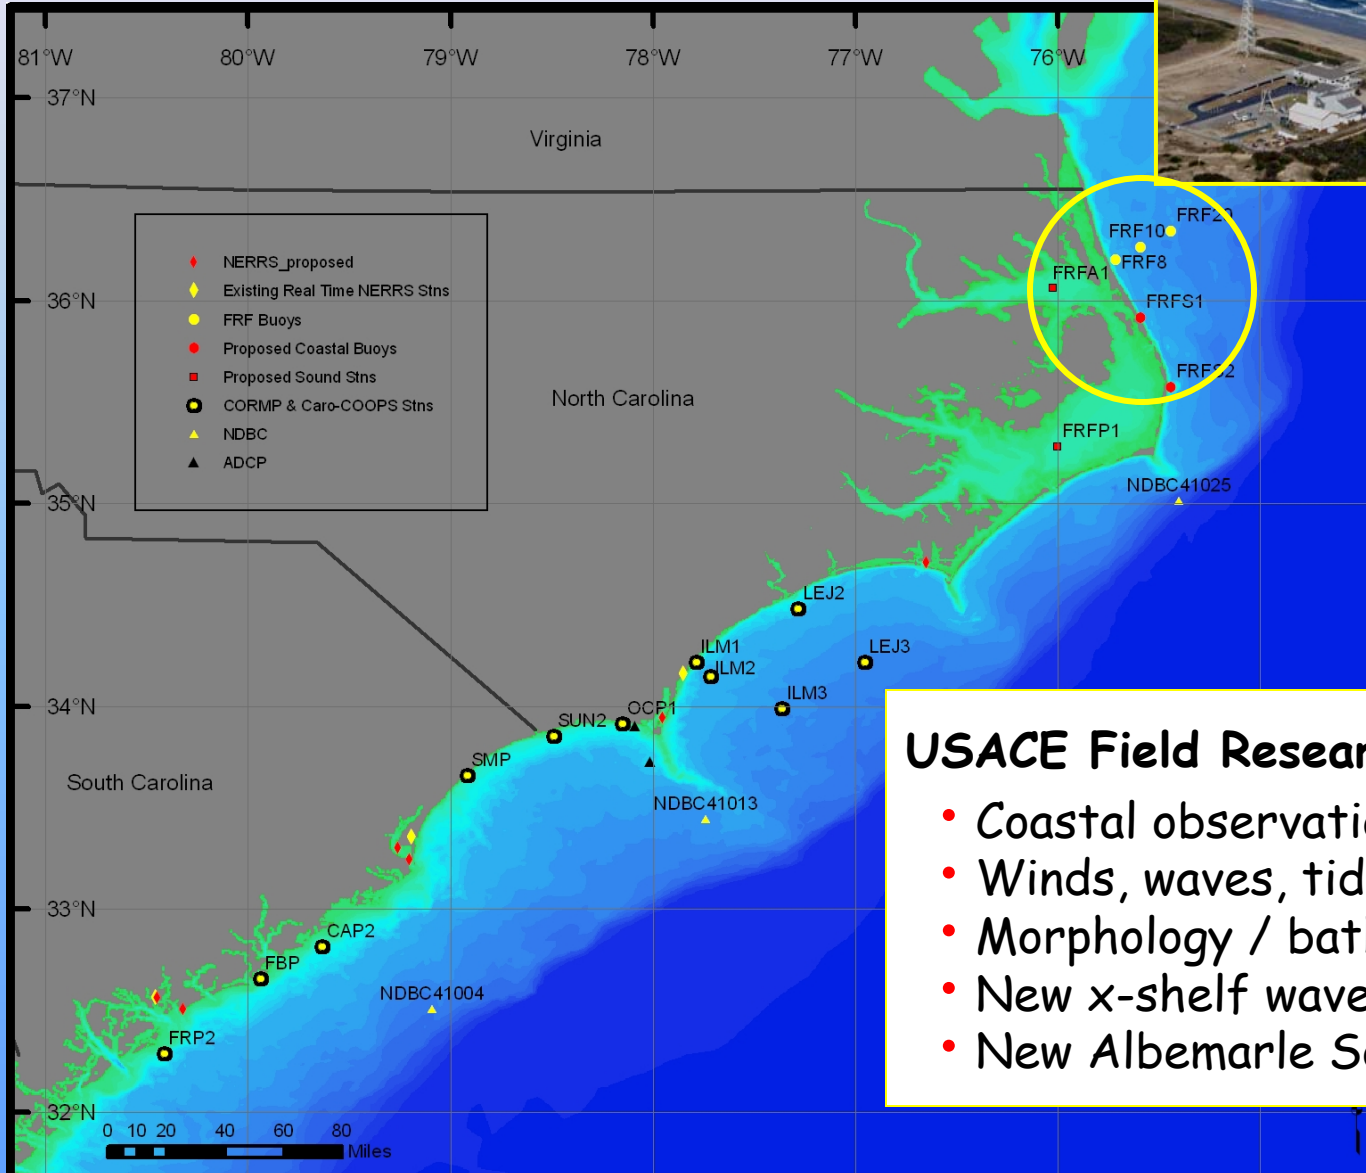 81°W 80°W 79°W 78°W 77°W 76°W
37°N
Virginia
FRF20
FRF10
FRF8
FRFA1
36°N
FRFS1
FRFS2
NERRS_proposed
Existing Real Time NERRS Stns
FRF Buoys
Proposed Coastal Buoys
Proposed Sound Stns
CORMP & Caro-COOPS Stns
NDBC
ADCP
North Carolina
FRFP1
35°N
NDBC41025
LEJ2
ILM1
LEJ3
ILM2
ILM3
34°N
OCP1
SUN2
SMP
South Carolina
NDBC41013
33°N
CAP2
FBP
NDBC41004
FRP2
32°N
0 10 20 40 60 80
Miles
USACE Field Resear
• Coastal observati
• Winds, waves, tid
• Morphology / bat
• New x-shelf wave
• New Albemarle S